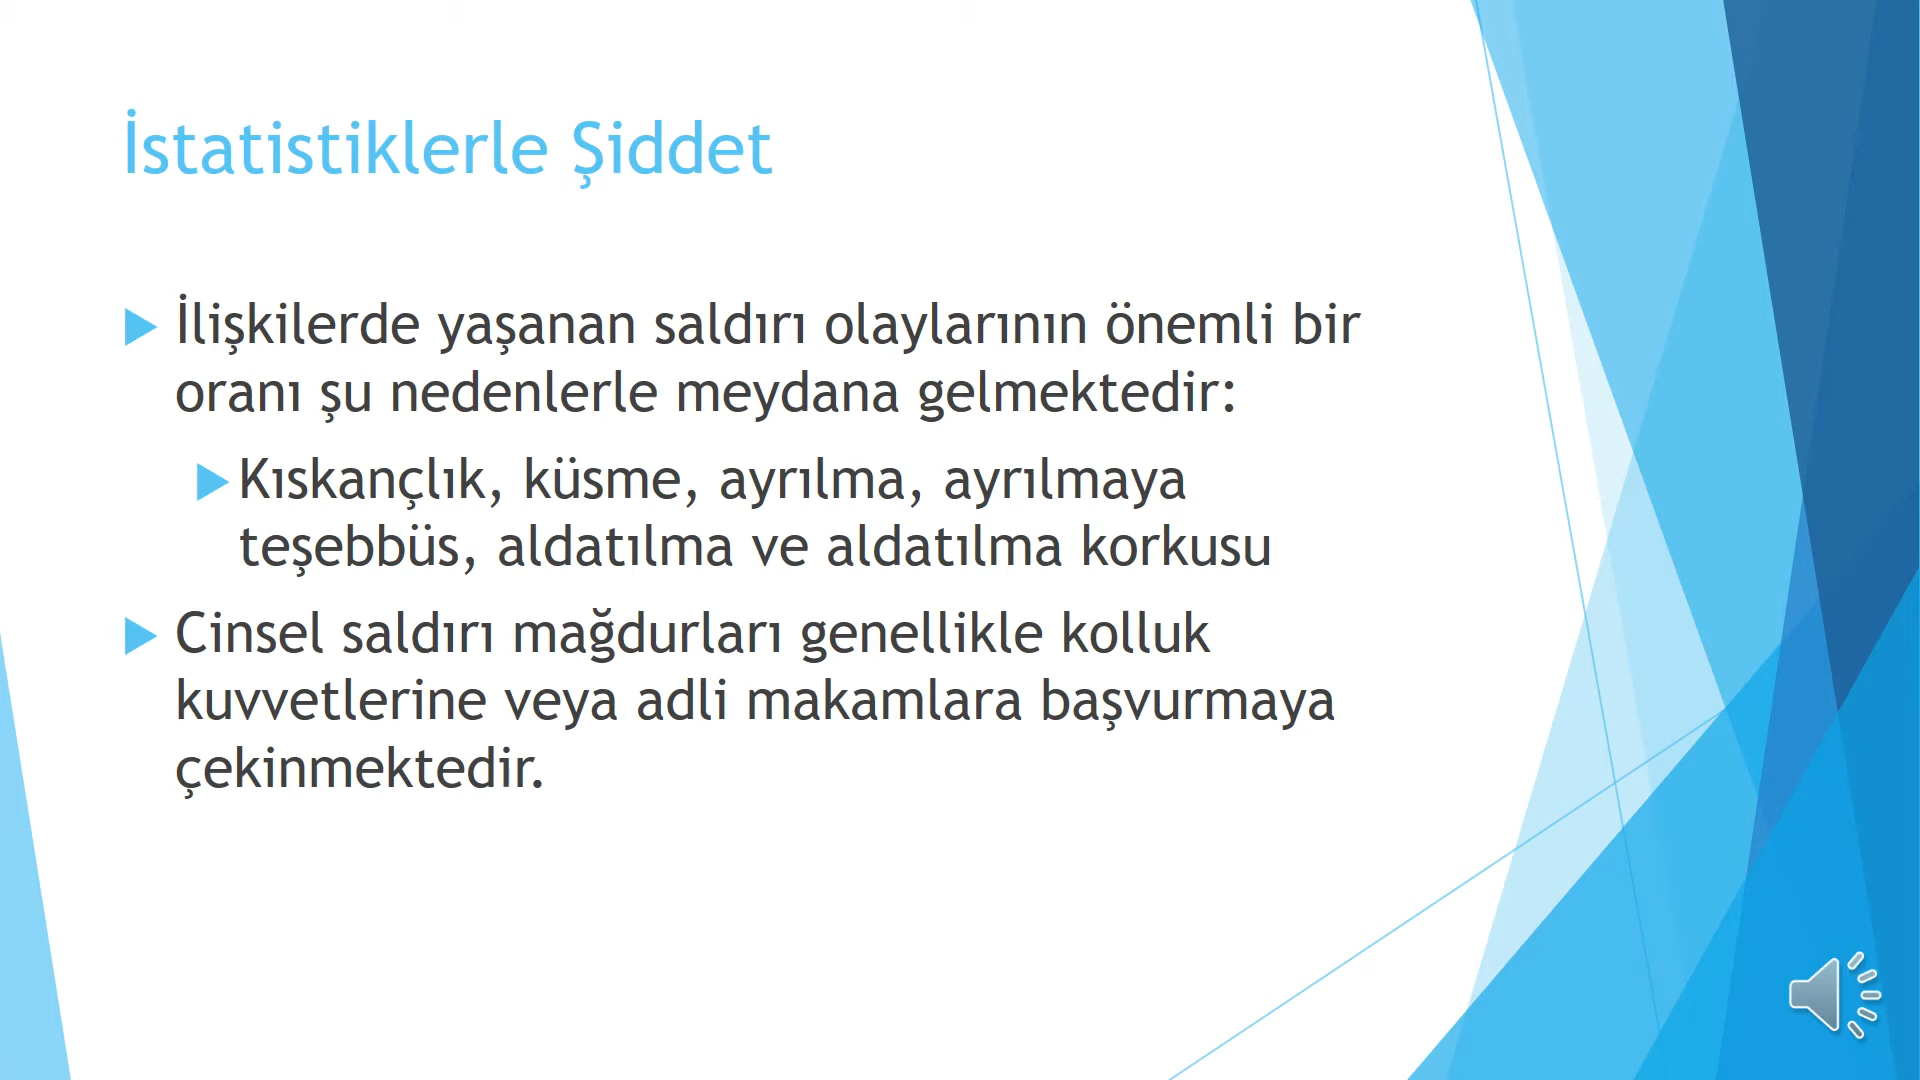 İstatistiklerle Şiddet
İlişkilerde yaşanan saldırı olaylarının önemli bir
oranı şu nedenlerle meydana gelmektedir:
Kıskançlık, küsme, ayrılma, ayrılmaya
teşebbüs, aldatılma ve aldatılma korkusu
Cinsel saldırı mağdurları genellikle kolluk
kuvvetlerine veya adli makamlara başvurmaya
çekinmektedir.